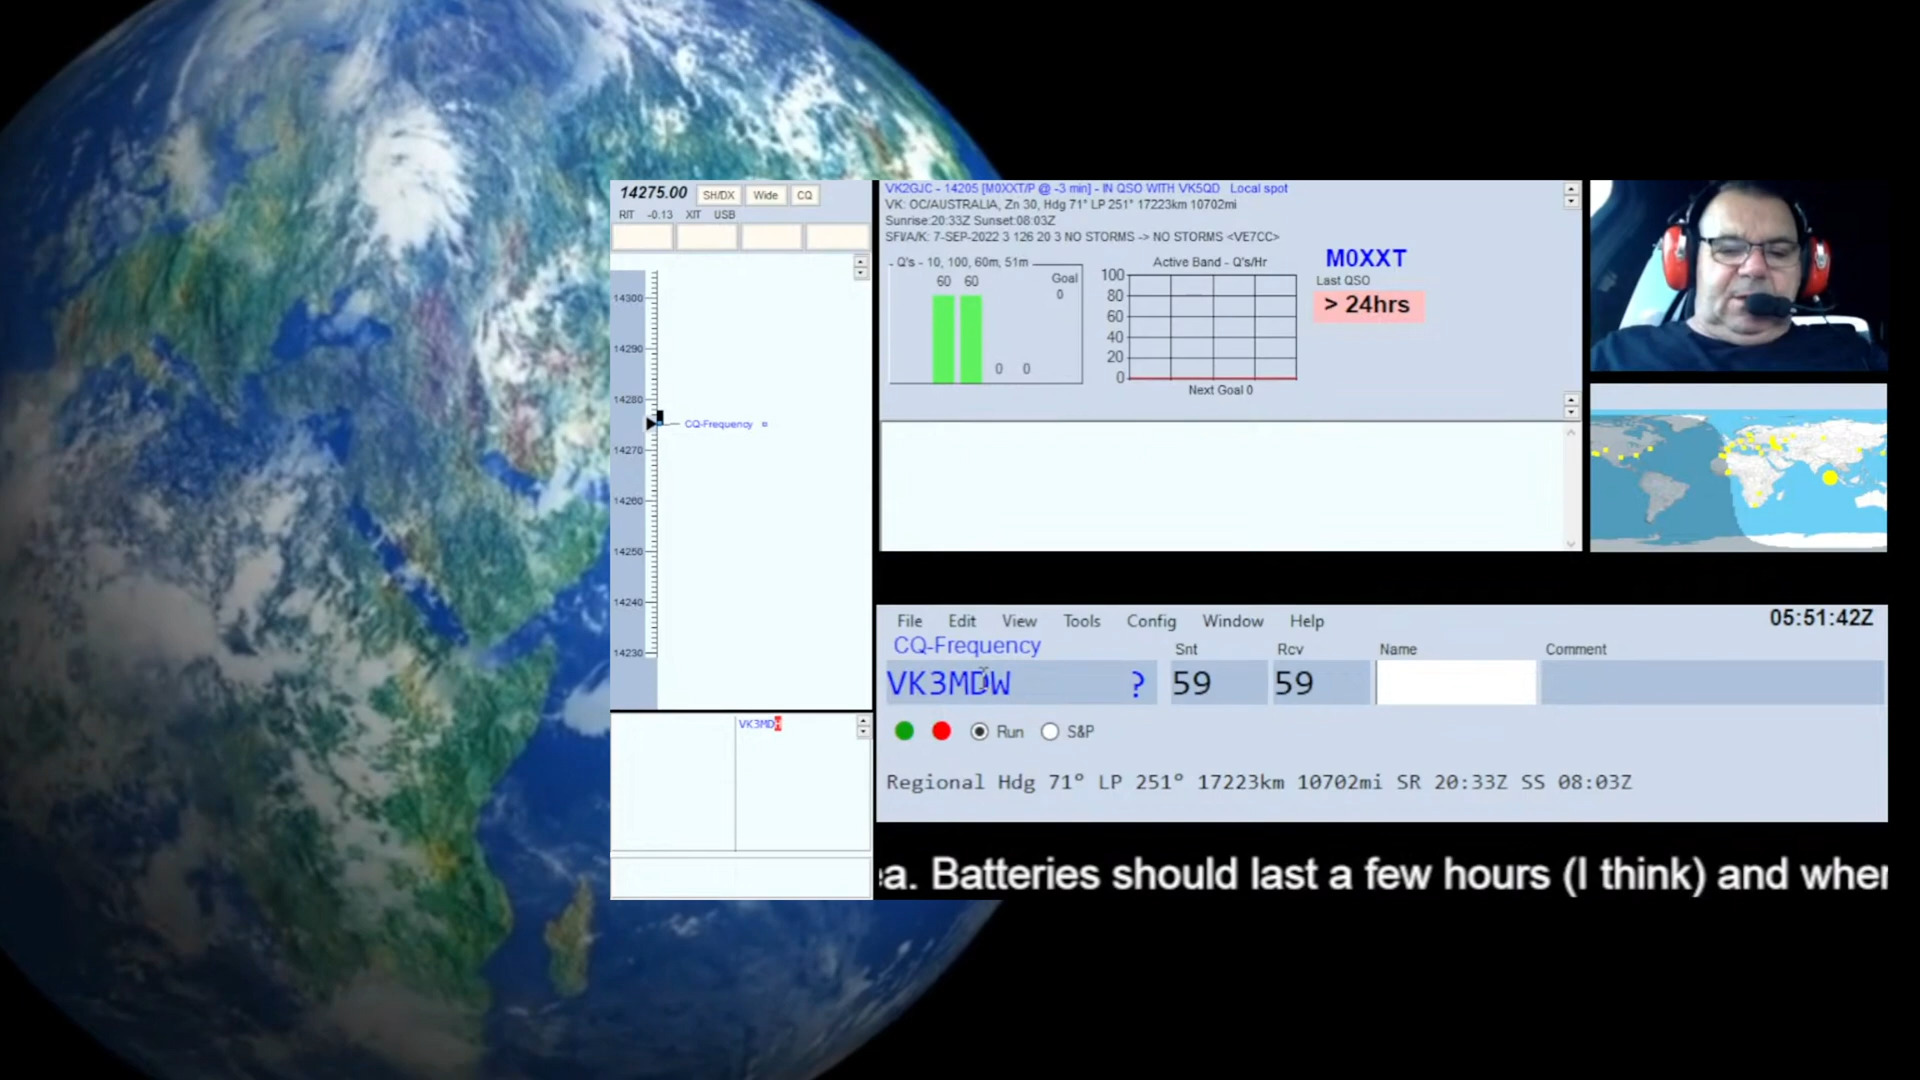 14275.00 SH/DX Wide CQ
RIT -0.13 XIT USB
14300
14290
14280
CQ-Frequency
14270
14260
14250
14240
14230
VK2GJC - 14205 [M0XXT/P @ -3 min] - IN QSO WITH VK5QD Local spot
VK: OC/AUSTRALIA, Zn 30, Hdg 71° LP 251° 17223km 10702mi
Sunrise:20:33Z Sunset:08:03Z
SFI/A/K: 7-SEP-2022 3 126 20 3 NO STORMS -> NO STORMS <VE7CC>
Q's - 10, 100, 60m, 51m
60 60
Goal
0
0 0
Active Band - Q's/Hr
100
80
60
40
20
0
Next Goal 0
M0XXT
Last QSO
> 24hrs
File Edit View Tools Config Window Help 05:51:42Z
CQ-Frequency Snt Rcv Name Comment
VK3MDW ? 59 59
Run S&P
Regional Hdg 71° LP 251° 17223km 10702mi SR 20:33Z SS 08:03Z
a. Batteries should last a few hours (I think) and when